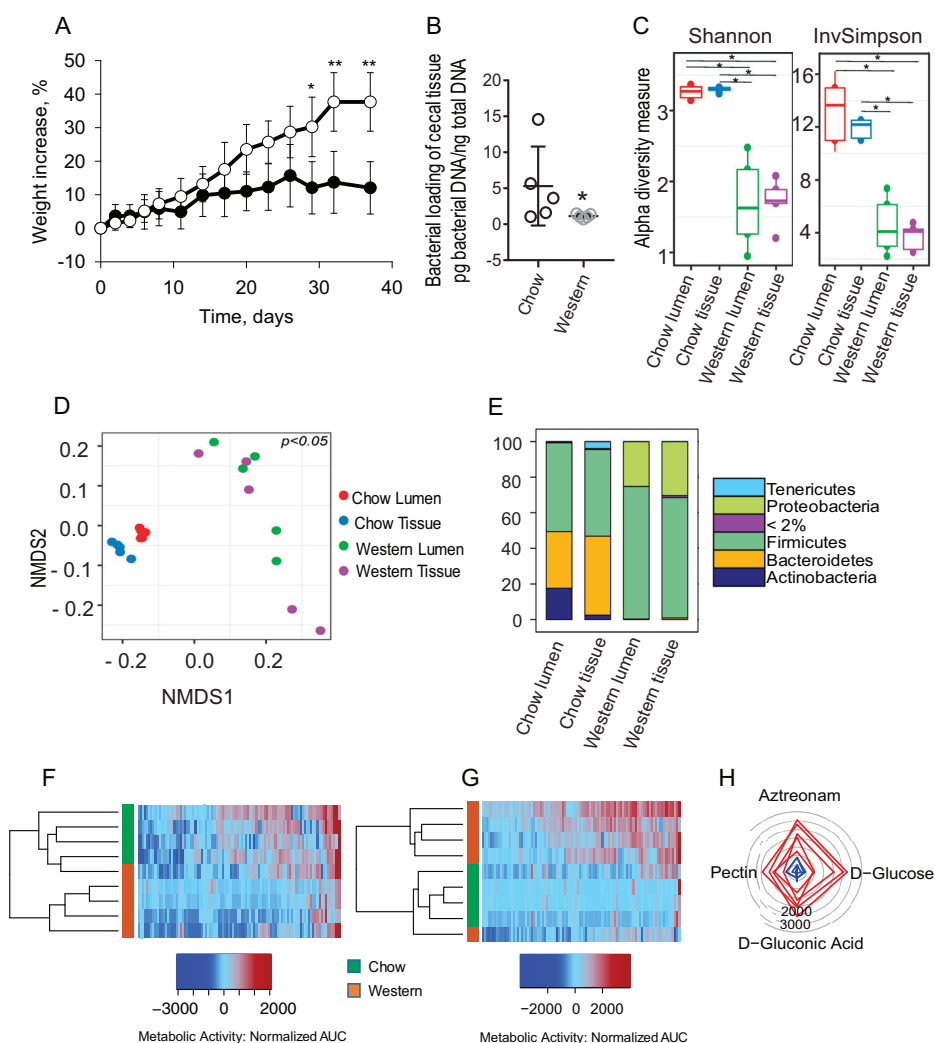 A
Weight increase, %
50
40
30
20
10
0
-10
*
**
**
0
10
20
30
40
Time, days
B
Bacterial loading of cecal tissue
pg bacterial DNA/ng total DNA
20
15
10
5
0
-5
*
Chow
Western
C
Shannon
InvSimpson
Alpha diversity measure
3
2
1
*
*
*
*
16
12
8
4
*
*
*
*
Chow lumen
Chow tissue
Western lumen
Western tissue
Chow lumen
Chow tissue
Western lumen
Western tissue
D
p<0.05
NMDS2
0.2
0.1
0.0
- 0.1
- 0.2
- 0.2
0.0
0.2
NMDS1
Chow Lumen
Chow Tissue
Western Lumen
Western Tissue
E
100
80
60
40
20
0
Chow lumen
Chow tissue
Western lumen
Western tissue
Tenericutes
Proteobacteria
< 2%
Firmicutes
Bacteroidetes
Actinobacteria
F
−3000
0
2000
Metabolic Activity: Normalized AUC
Chow
Western
G
−2000
0
2000
Metabolic Activity: Normalized AUC
H
Aztreonam
Pectin
D−Glucose
2000
3000
D−Gluconic Acid